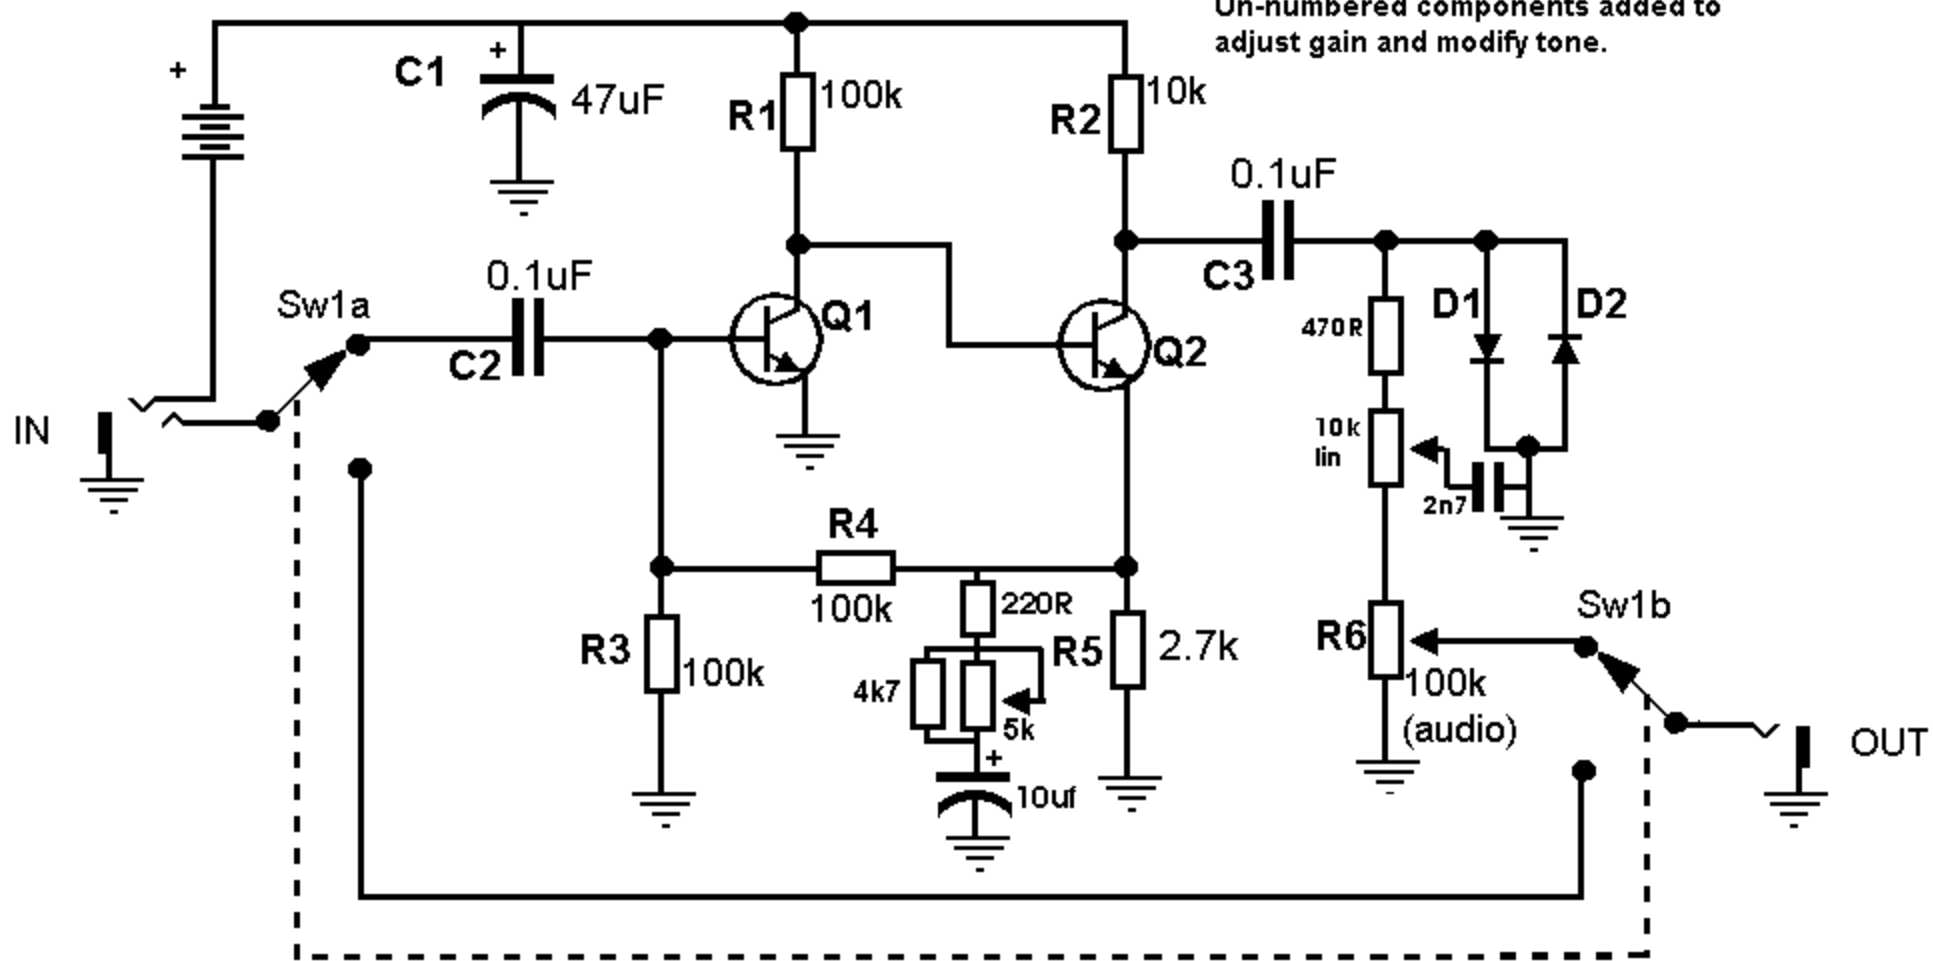 Un-numbered components added to
adjust gain and modify tone.
+
C1
+
47uF
R1
100k
R2
10k
0.1uF
C3
Sw1a
0.1uF
C2
Q1
Q2
470R
D1
D2
IN
10k
lin
2n7
R4
100k
R3
100k
220R
4k7
5k
+
10uf
R5
2.7k
R6
100k
(audio)
Sw1b
OUT